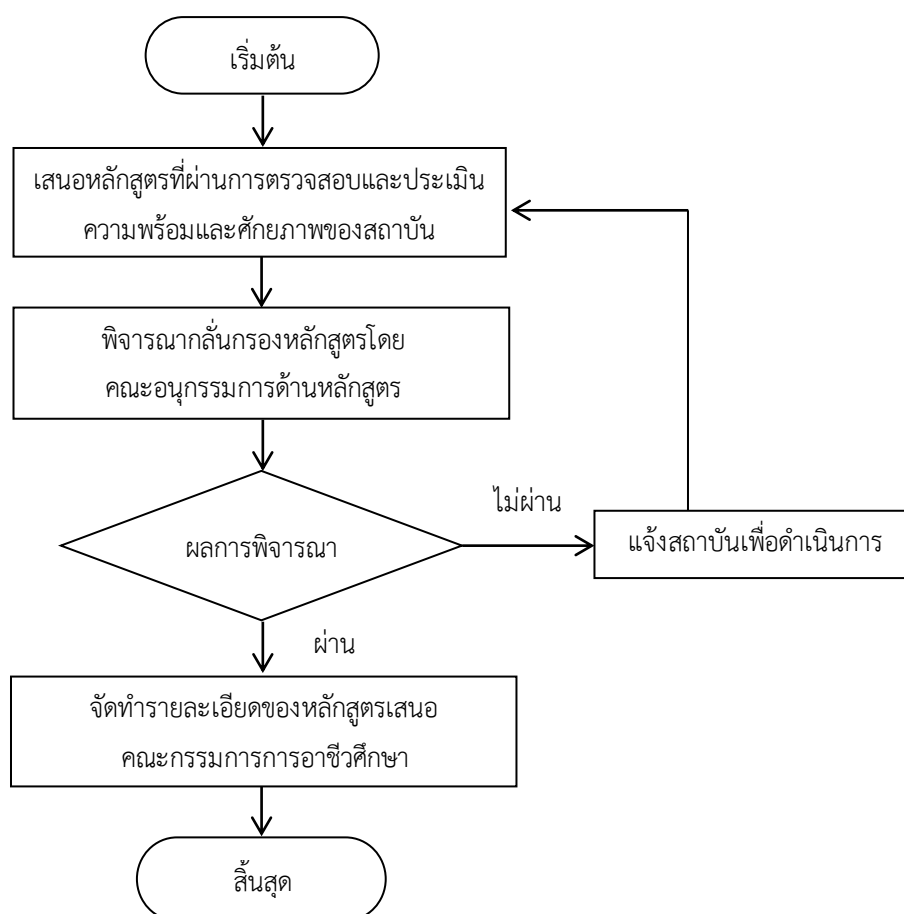 เริ่มต้น
เสนอหลักสูตรที่ผ่านการตรวจสอบและประเมิน
ความพร้อมและศักยภาพของสถาบัน
พิจารณากลั่นกรองหลักสูตรโดย
คณะอนุกรรมการด้านหลักสูตร
ผลการพิจารณา
ไม่ผ่าน
แจ้งสถาบันเพื่อดำเนินการ
ผ่าน
จัดทำรายละเอียดของหลักสูตรเสนอ
คณะกรรมการการอาชีวศึกษา
สิ้นสุด